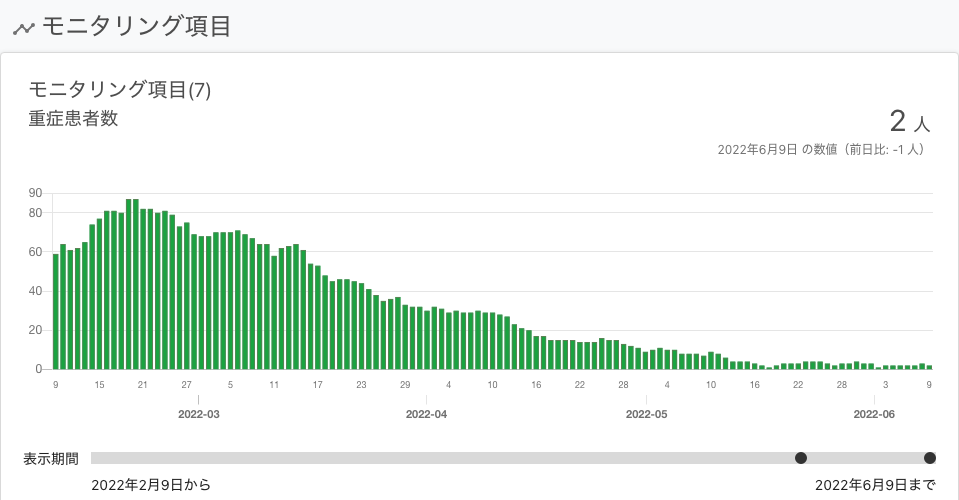 モニタリング項目
モニタリング項目(7)
重症患者数
2 人
2022年6月9日 の数値（前日比: -1 人）
90
80
60
40
20
0
9 15 21 27 5 11 17 23 29 4 10 16 22 28 4 10 16 22 28 3 9
2022-03 2022-04 2022-05 2022-06
表示期間
2022年2月9日から 2022年6月9日まで